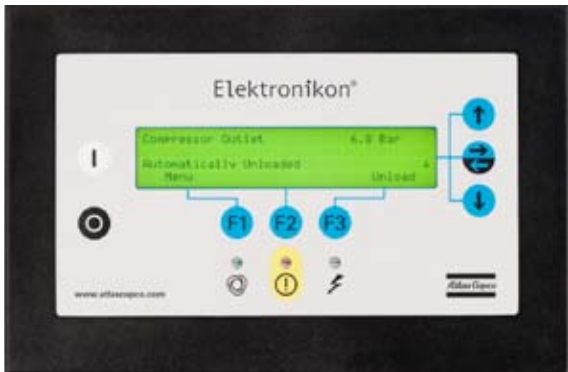 Elektronikon®
Compressor Outlet 6.8 Bar
Automatically Unloaded
Menu Unload
I
F1 F2 F3
www.atlascopco.com
Atlas Copco